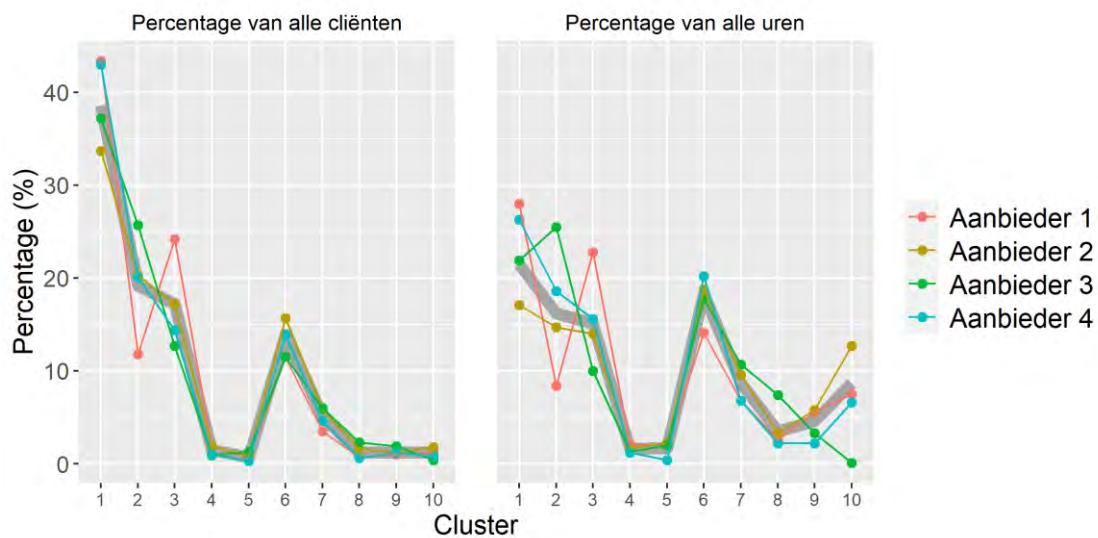 Percentage van alle cliënten
Percentage van alle uren
Percentage (%)
40
30
20
10
0
1 2 3 4 5 6 7 8 9 10
1 2 3 4 5 6 7 8 9 10
Cluster
Aanbieder 1
Aanbieder 2
Aanbieder 3
Aanbieder 4